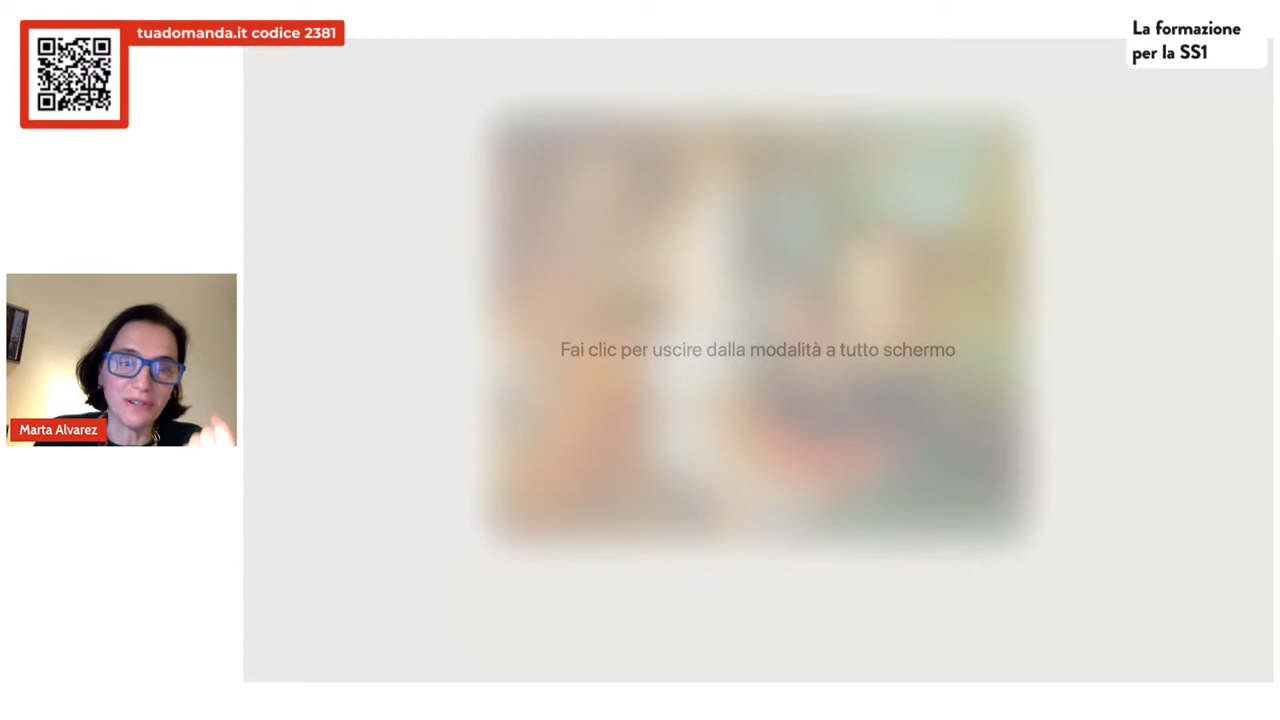 tuadomanda.it codice 2381
La formazione
per la SS1
Fai clic per uscire dalla modalità a tutto schermo
Marta Alvarez